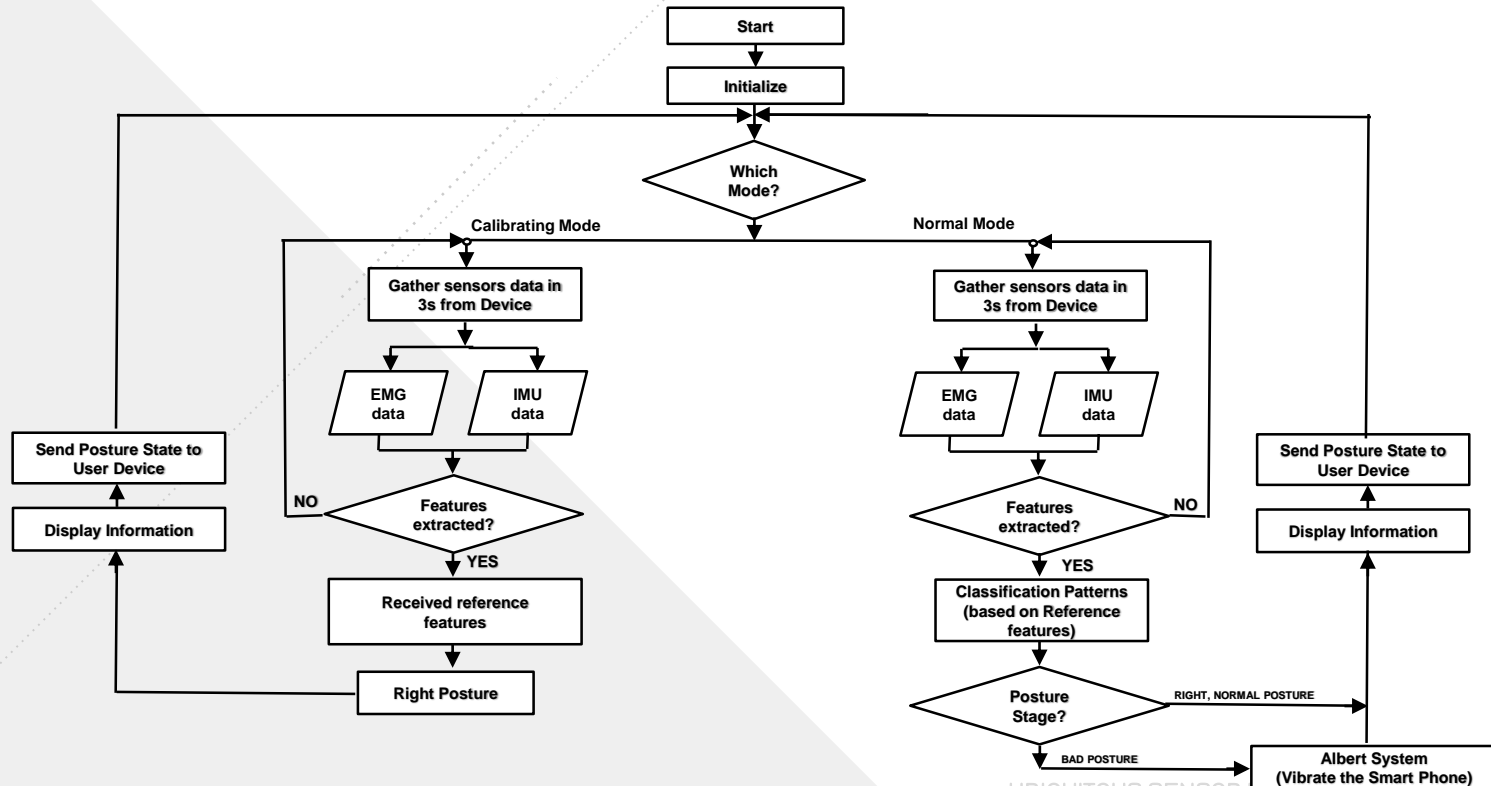 Start
Initialize
Which
Mode?
Calibrating Mode
Normal Mode
Gather sensors data in
3s from Device
Gather sensors data in
3s from Device
EMG
data
IMU
data
EMG
data
IMU
data
Send Posture State to
User Device
Send Posture State to
User Device
NO
Features
extracted?
Features
extracted?
NO
Display Information
Display Information
YES
YES
Received reference
features
Classification Patterns
(based on Reference
features)
Right Posture
Posture
Stage?
RIGHT, NORMAL POSTURE
BAD POSTURE
Albert System
(Vibrate the Smart Phone)
UBIQUITOUS SENSOR